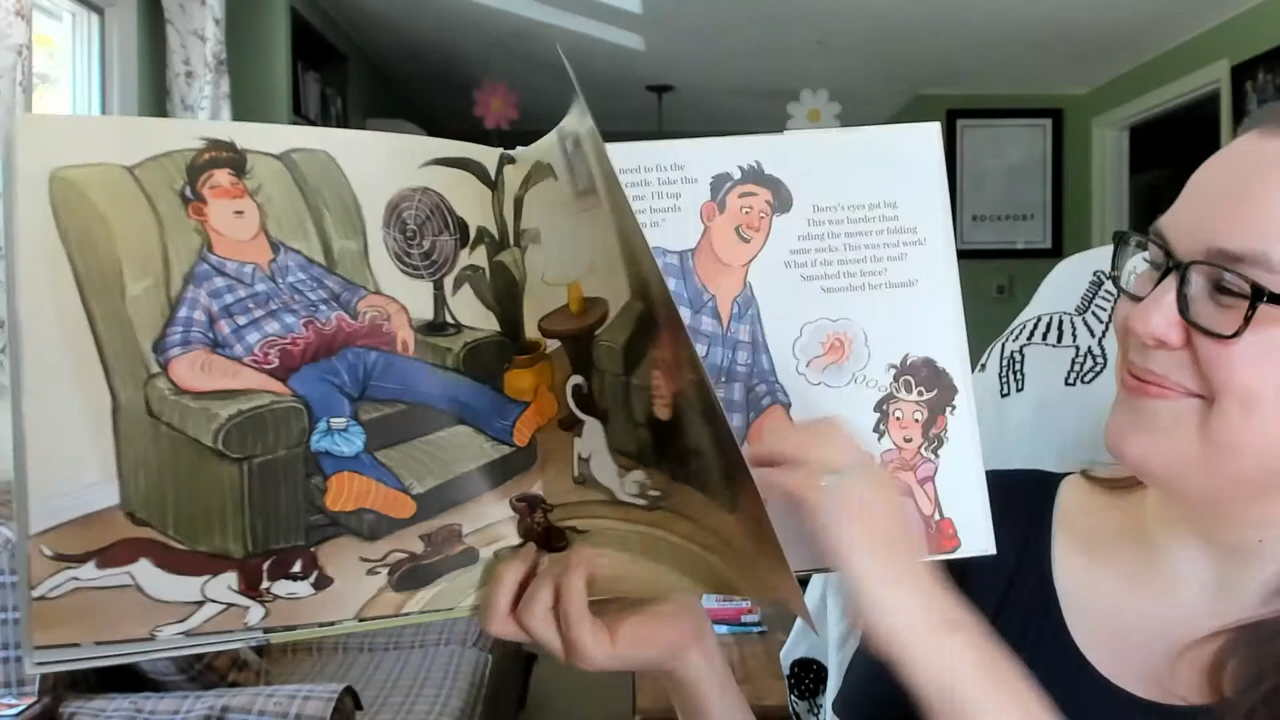 need to fix the
castle. Take this
me. I'll tap
se boards
n in."
Darcy's eyes got big.
This was harder than
riding the mower or folding
some socks. This was real work!
What if she missed the nail?
Smashed the fence?
Smooshed her thumb?
ROCKPORT